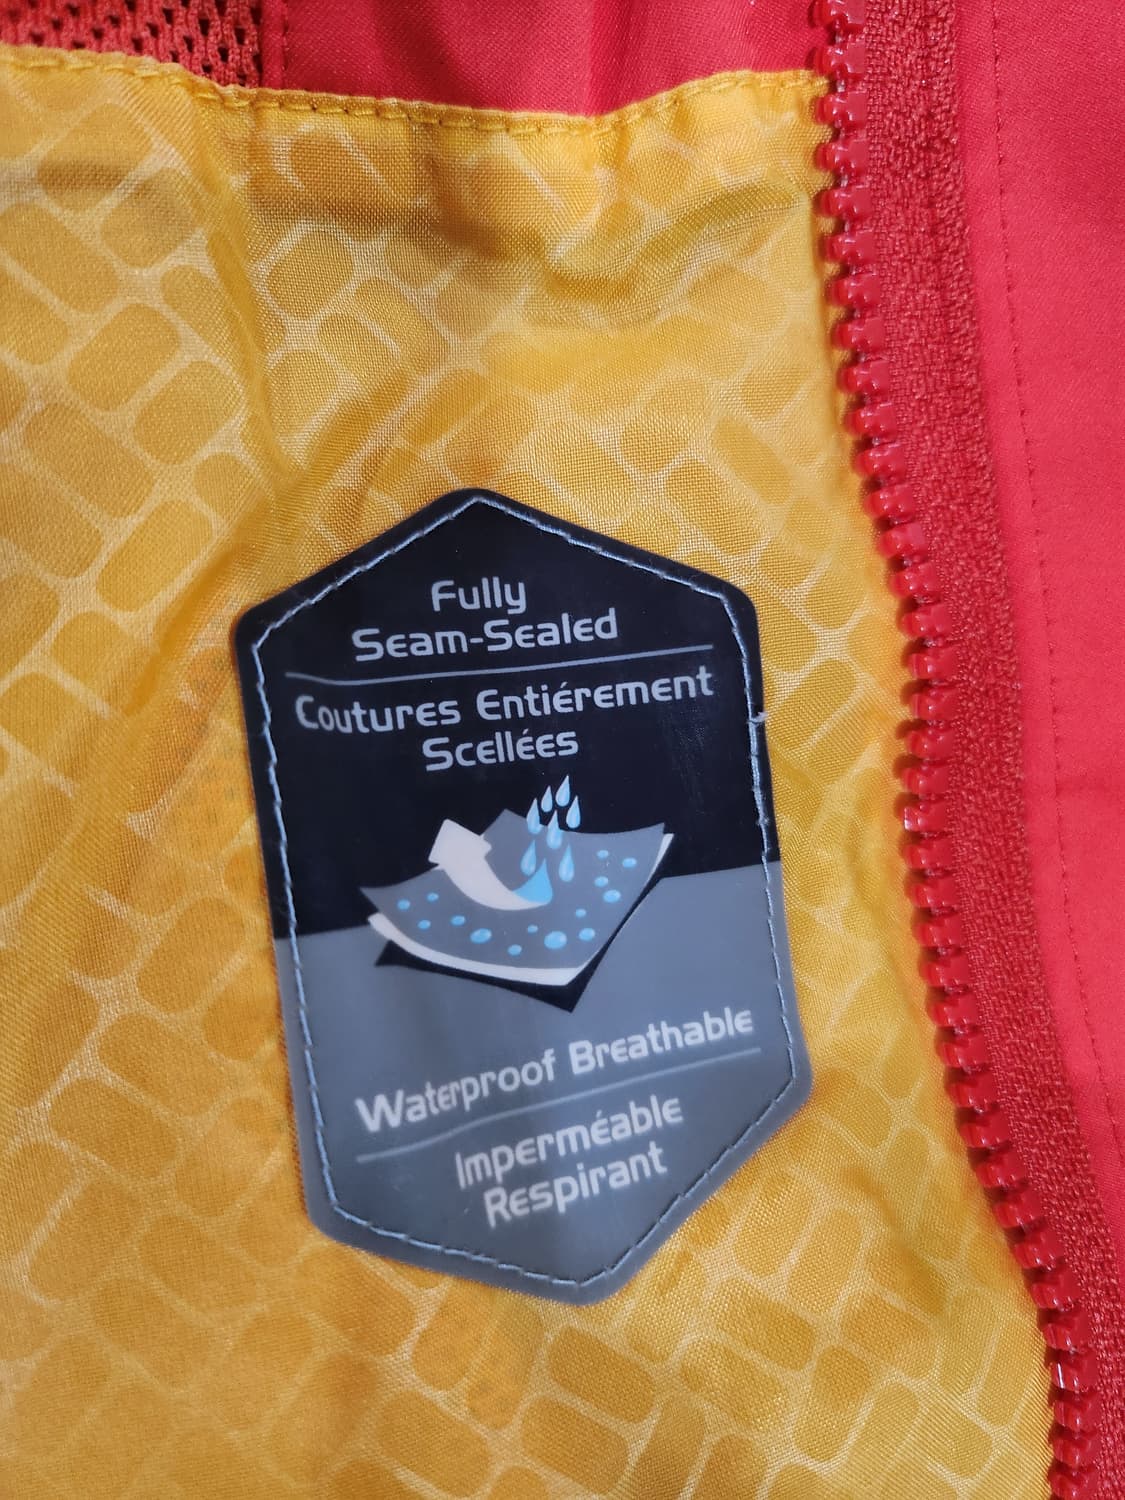 Fully
Seam-Sealed
Coutures Entiérement
Scellées
Waterproof Breathable
Imperméable
Respirant